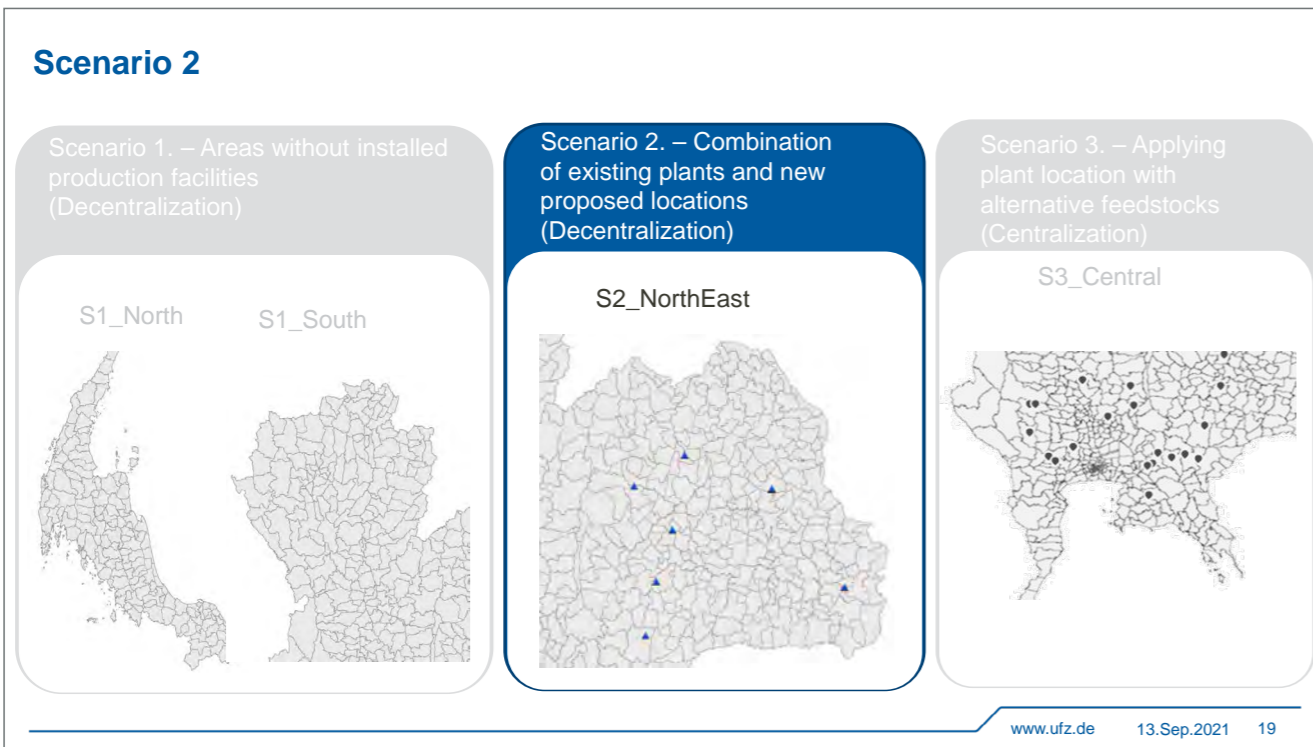 Scenario 2
Scenario 1. – Areas without installed
production facilities
(Decentralization)
S1_North
S1_South
Scenario 2. – Combination
of existing plants and new
proposed locations
(Decentralization)
S2_NorthEast
Scenario 3. – Applying
plant location with
alternative feedstocks
(Centralization)
S3_Central
www.ufz.de
13.Sep.2021
19